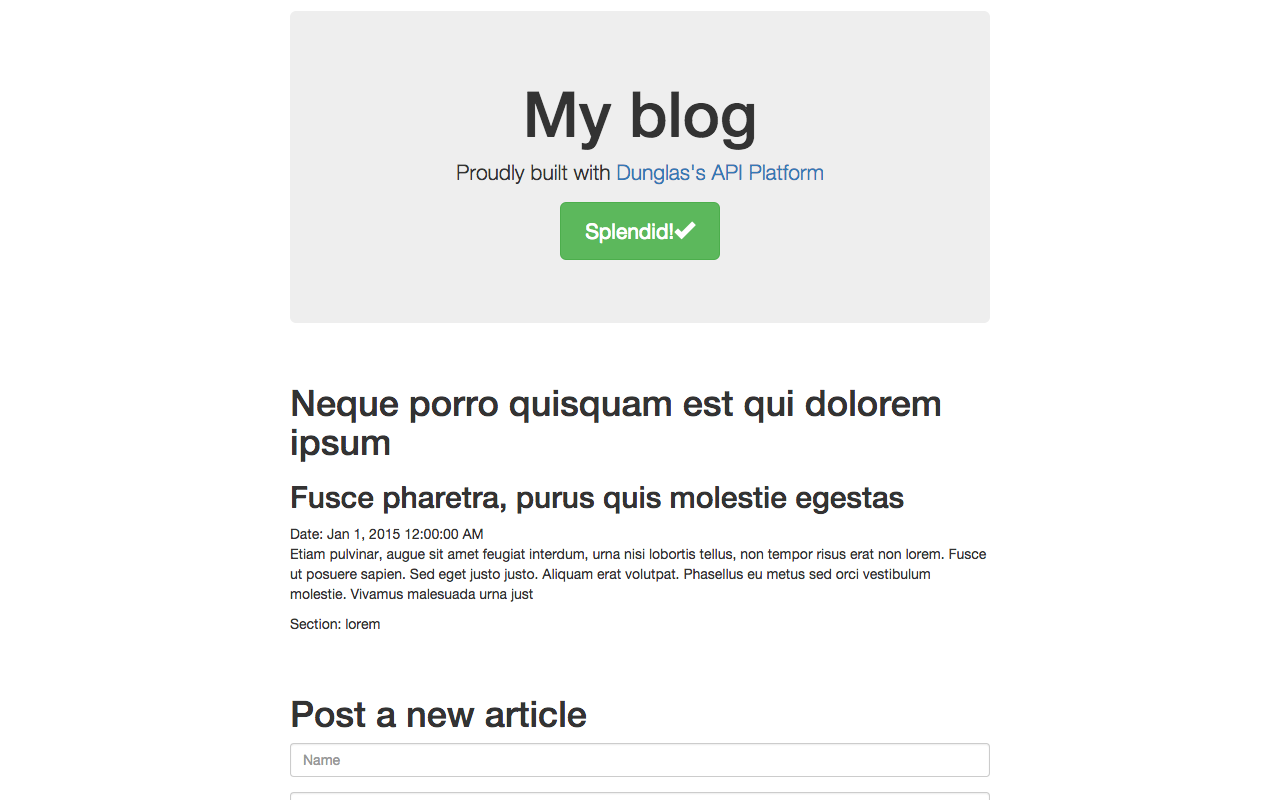 My blog
Proudly built with Dunglas's API Platform
Splendid!
Neque porro quisquam est qui dolorem
ipsum
Fusce pharetra, purus quis molestie egestas
Date: Jan 1, 2015 12:00:00 AM
Etiam pulvinar, augue sit amet feugiat interdum, urna nisi lobortis tellus, non tempor risus erat non lorem. Fusce
ut posuere sapien. Sed eget justo justo. Aliquam erat volutpat. Phasellus eu metus sed orci vestibulum
molestie. Vivamus malesuada urna just
Section: lorem
Post a new article
Name